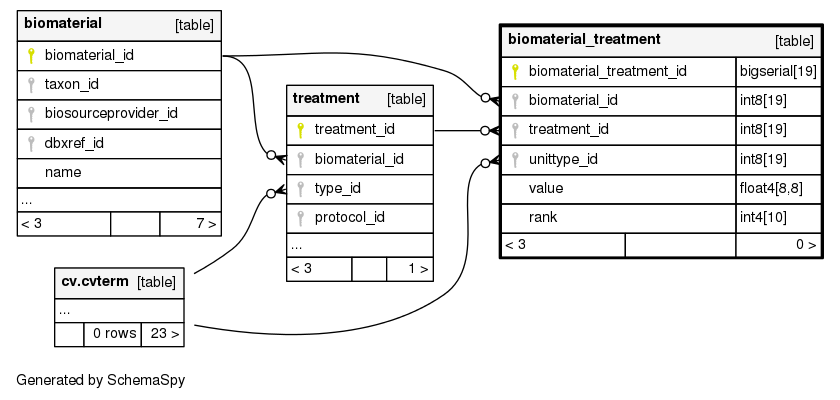 biomaterial [table]
biomaterial_id
taxon_id
biosourceprovider_id
dbxref_id
name
...
< 3 7 >
treatment [table]
treatment_id
biomaterial_id
type_id
protocol_id
...
< 3 1 >
cv.cvterm [table]
...
0 rows 23 >
biomaterial_treatment [table]
biomaterial_treatment_id bigserial[19]
biomaterial_id int8[19]
treatment_id int8[19]
unittype_id int8[19]
value float4[8,8]
rank int4[10]
< 3 0 >
Generated by SchemaSpy